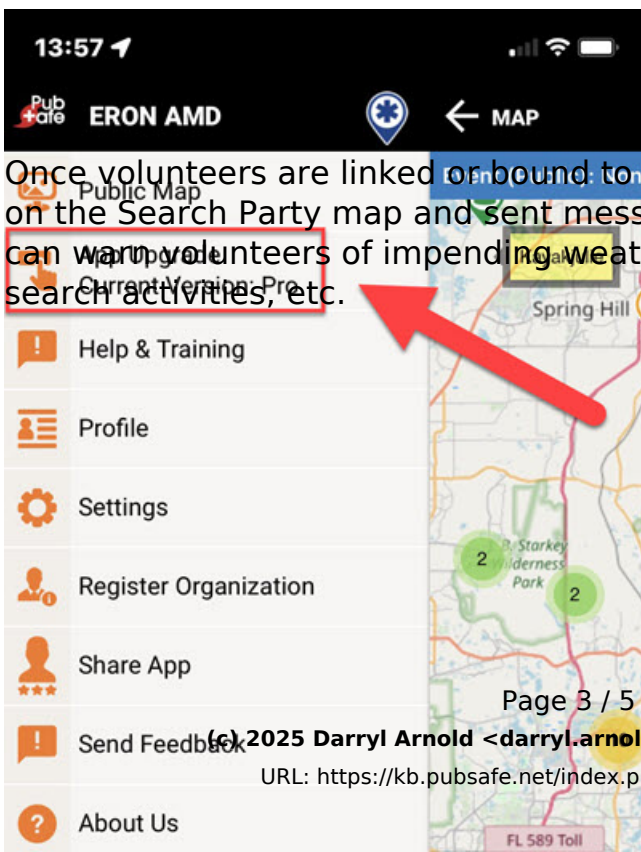 13:57
Pub
+afe ERON AMD MAP
Once volunteers are linked or bound to
Public Map
on the Search Party map and sent mess
App Upgrade
can warn volunteers of impending weat
Current Version: Pro
search activities, etc.
Spring Hill
Help & Training
Profile
Settings
Starkey
2 Wilderness
Park 2
Register Organization
Share App
Page 3 / 5
Send Feedback
(c) 2025 Darryl Arnold <darryl.arnol
URL: https://kb.pubsafe.net/index.p
About Us
FL 589 Toll